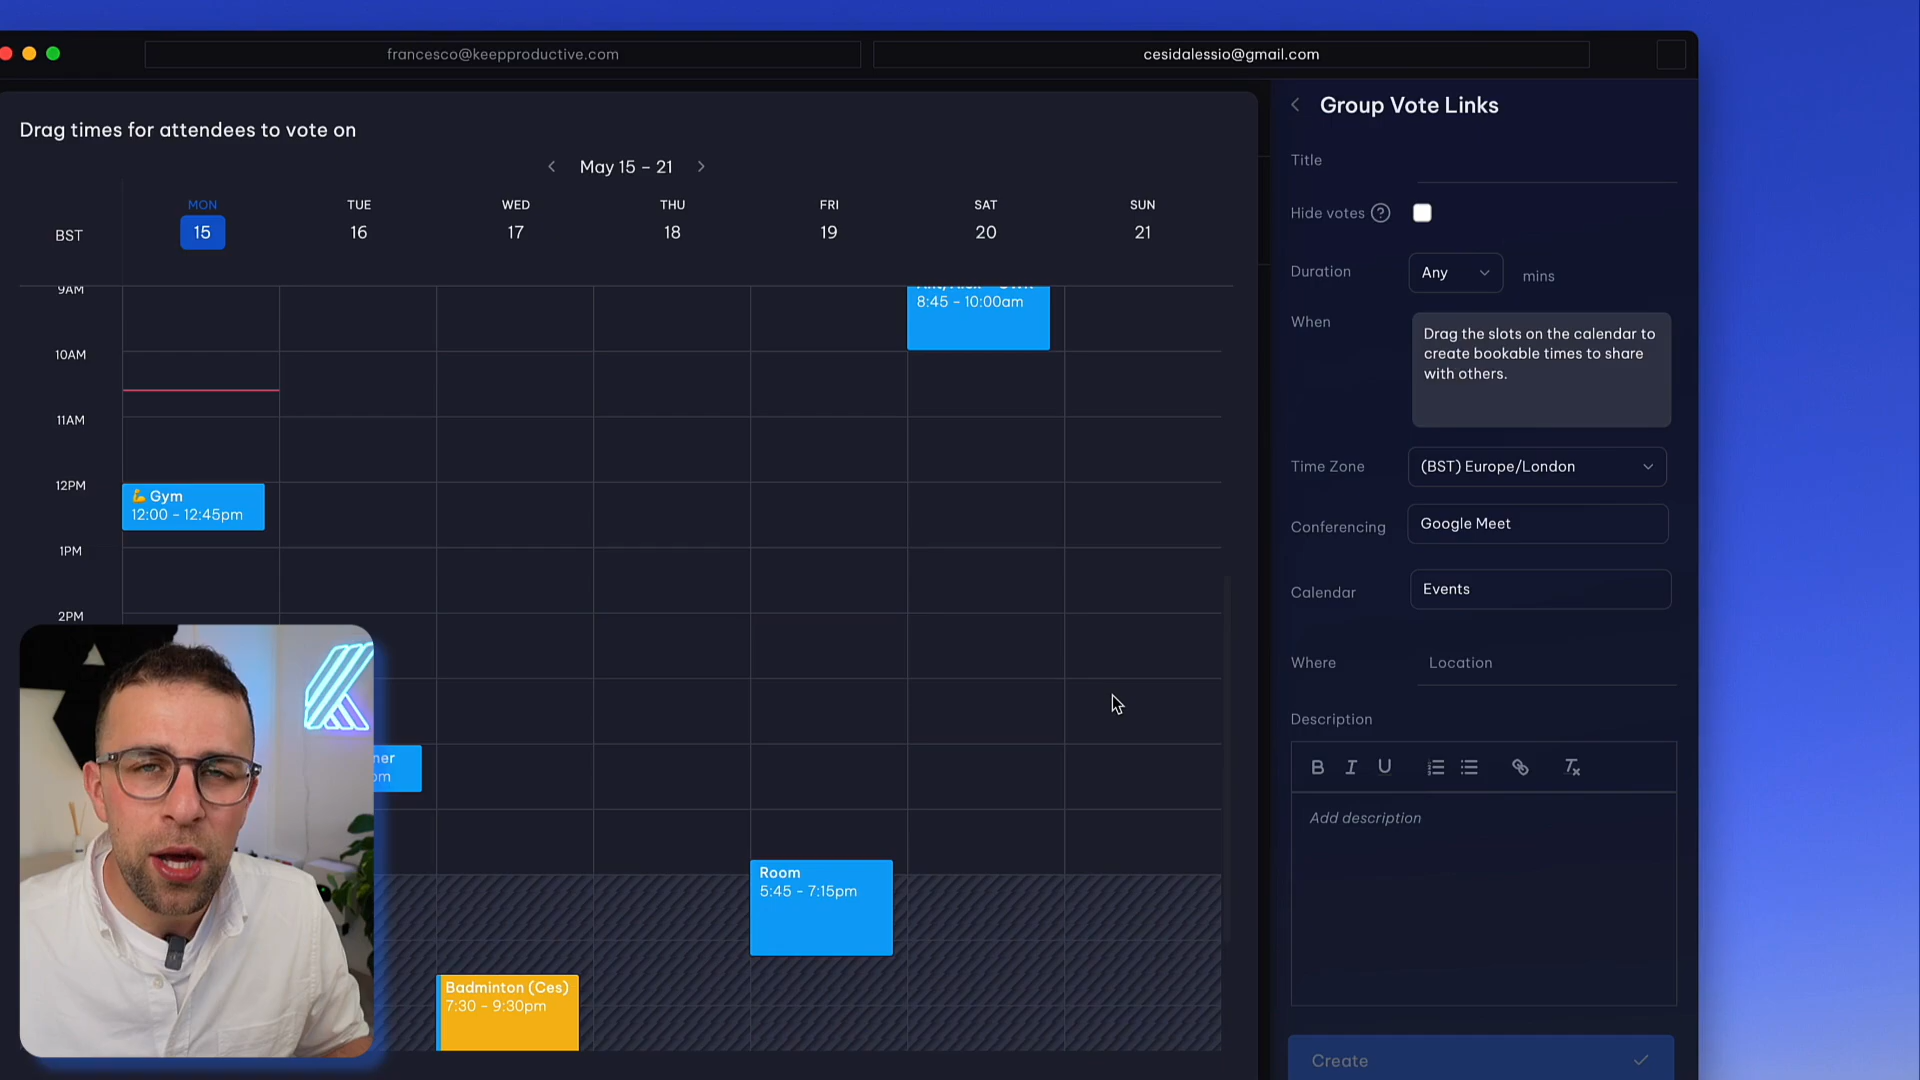 francesco@keepproductive.com
cesidalessio@gmail.com
Drag times for attendees to vote on
May 15 – 21
BST
MON
TUE
WED
THU
FRI
SAT
SUN
15
16
17
18
19
20
21
9AM
8:45 – 10:00am
10AM
11AM
12PM
Gym
12:00 – 12:45pm
1PM
2PM
ner
pm
Room
5:45 – 7:15pm
Badminton (Ces)
7:30 – 9:30pm
Group Vote Links
Title
Hide votes ?
Duration
Any
mins
When
Drag the slots on the calendar to
create bookable times to share
with others.
Time Zone
(BST) Europe/London
Conferencing
Google Meet
Calendar
Events
Where
Location
Description
B I U
Add description
Create